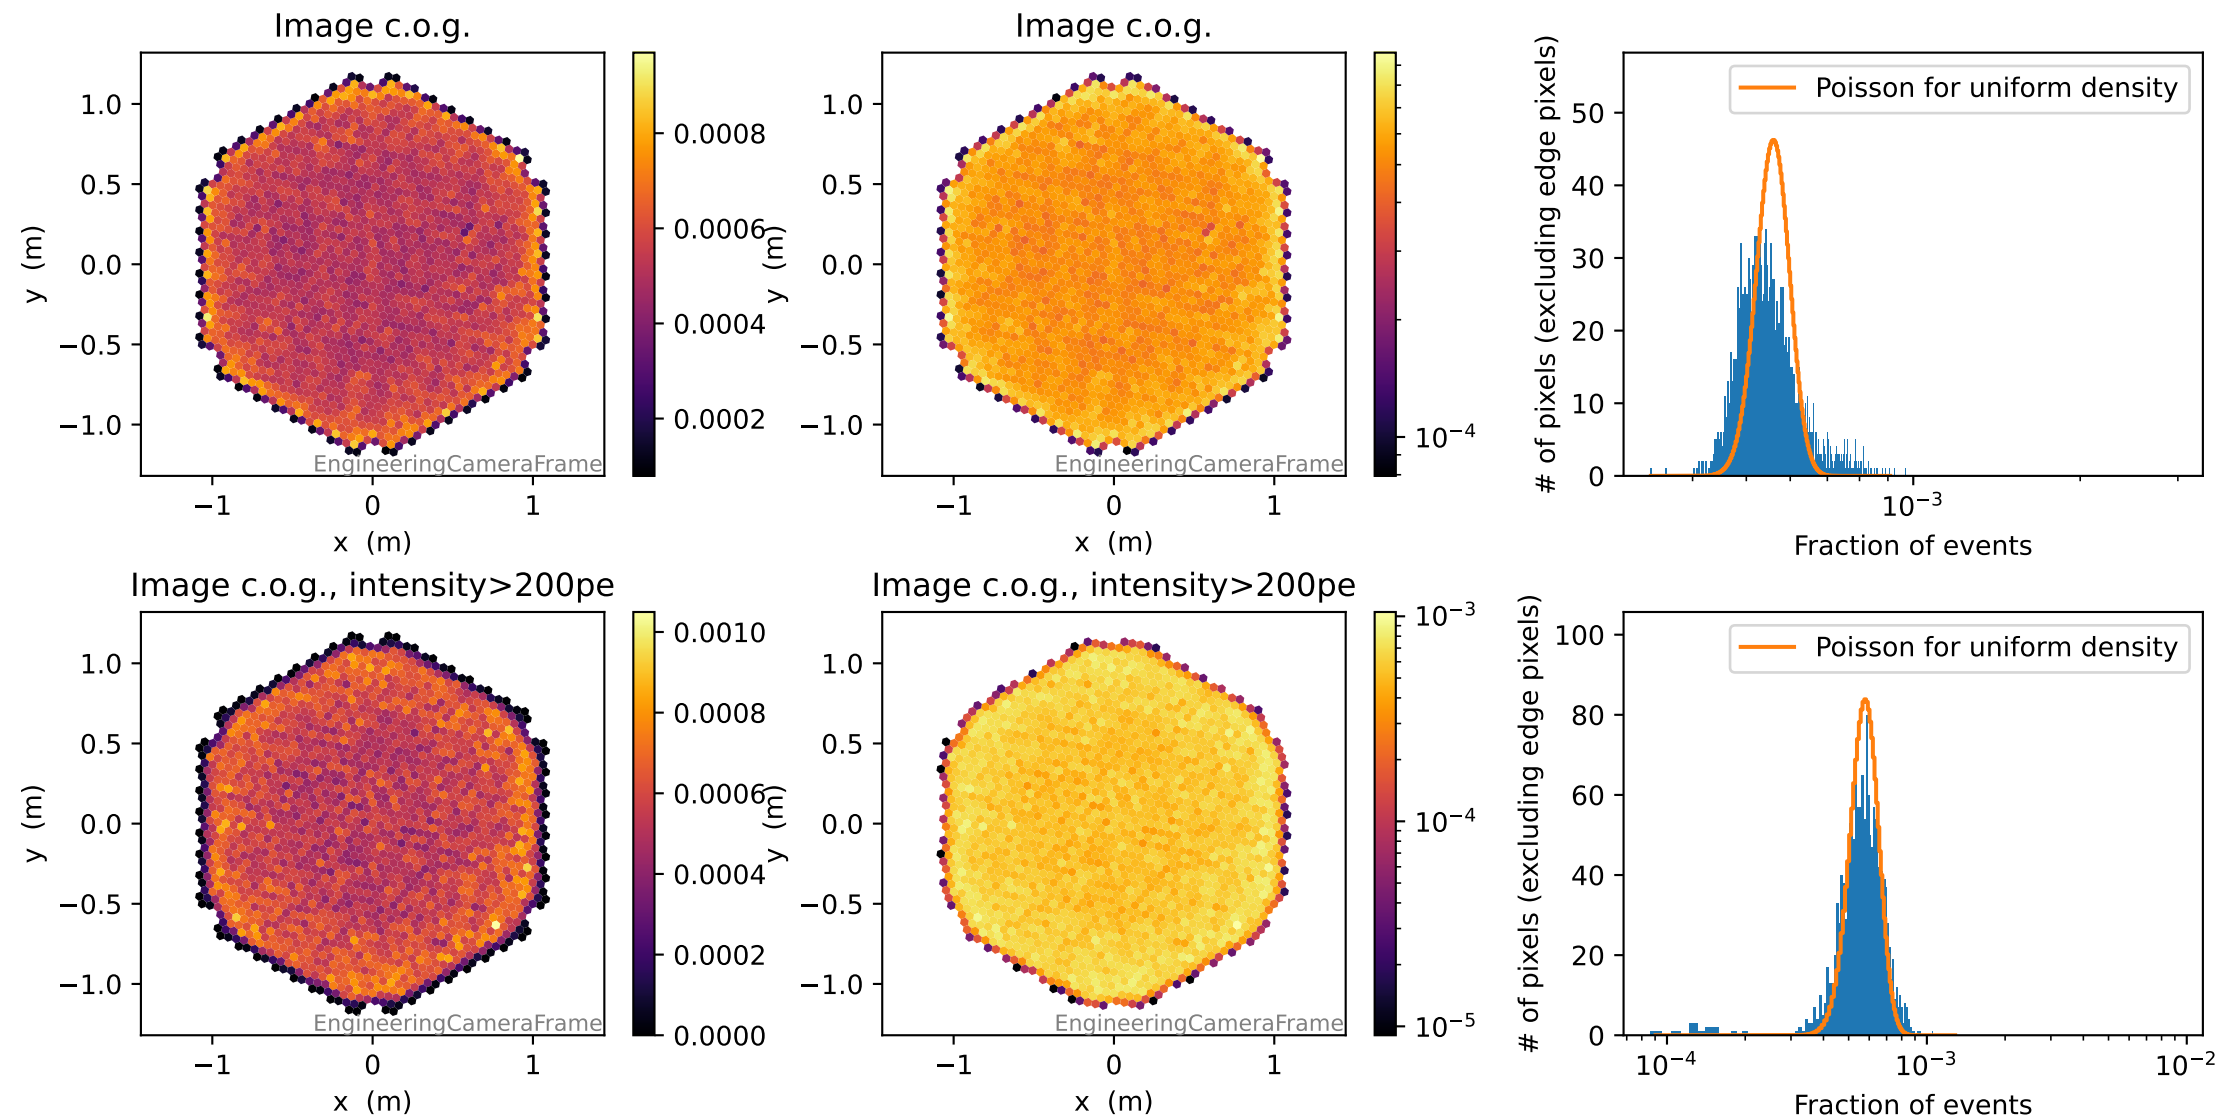 Image c.o.g.
1.0
0.5
0.0
−0.5
−1.0
y (m)
−1 0 1
x (m)
EngineeringCameraFrame
0.0008
0.0006
0.0004
0.0002
Image c.o.g.
1.0
0.5
0.0
−0.5
−1.0
y (m)
−1 0 1
x (m)
EngineeringCameraFrame
10⁻⁴
# of pixels (excluding edge pixels)
50
40
30
20
10
0
Poisson for uniform density
10⁻³
Fraction of events
Image c.o.g., intensity>200pe
1.0
0.5
0.0
−0.5
−1.0
y (m)
−1 0 1
x (m)
EngineeringCameraFrame
0.0010
0.0008
0.0006
0.0004
0.0002
0.0000
Image c.o.g., intensity>200pe
1.0
0.5
0.0
−0.5
−1.0
y (m)
−1 0 1
x (m)
EngineeringCameraFrame
10⁻³
10⁻⁴
10⁻⁵
# of pixels (excluding edge pixels)
100
80
60
40
20
0
Poisson for uniform density
10⁻⁴ 10⁻³ 10⁻²
Fraction of events